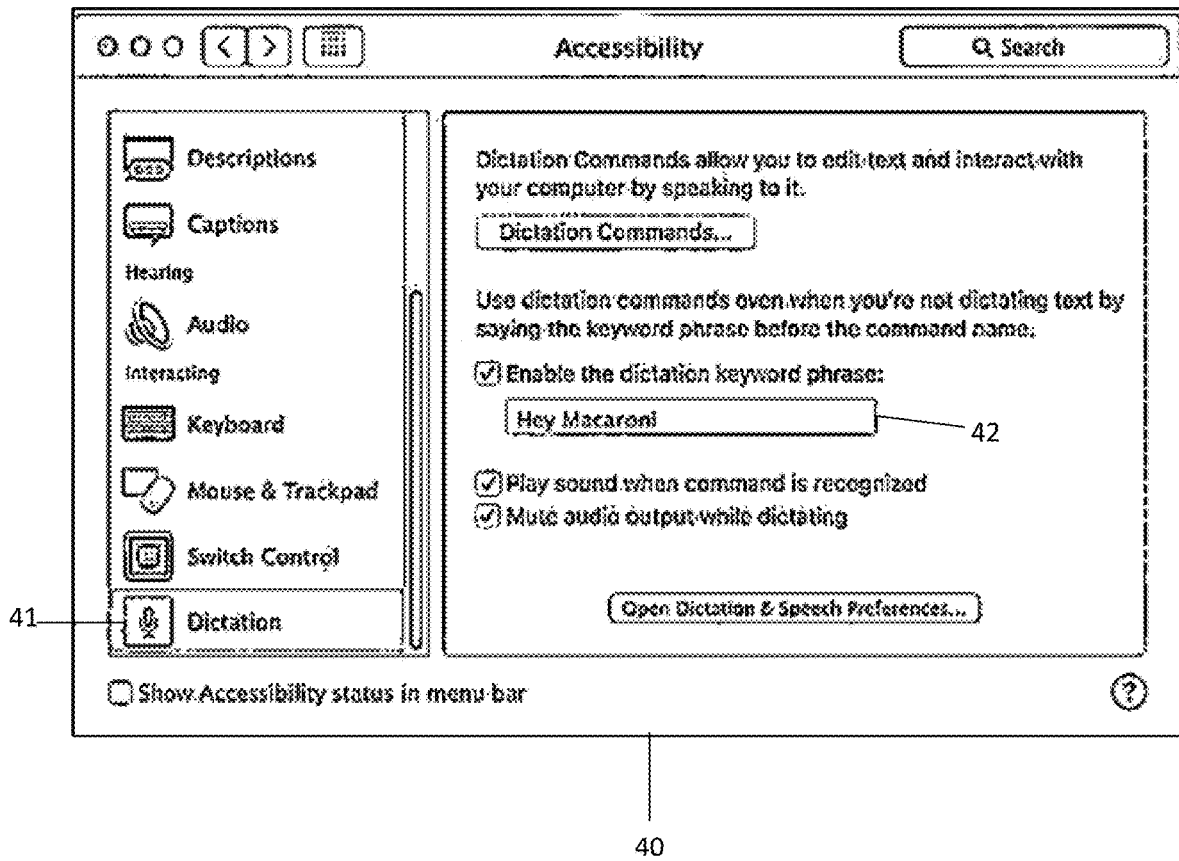 Accessibility
Search
Descriptions
Captions
Hearing
Audio
Interacting
Keyboard
Mouse & Trackpad
Switch Control
Dictation
Dictation Commands allow you to edit text and interact with
your computer by speaking to it.
Dictation Commands...
Use dictation commands even when you're not dictating text by
saying the keyword phrase before the command name.
Enable the dictation keyword phrase:
Hey Macaroni
42
Play sound when command is recognized
Mute audio output while dictating
Open Dictation & Speech Preferences...
41
Show Accessibility status in menu bar
?
40